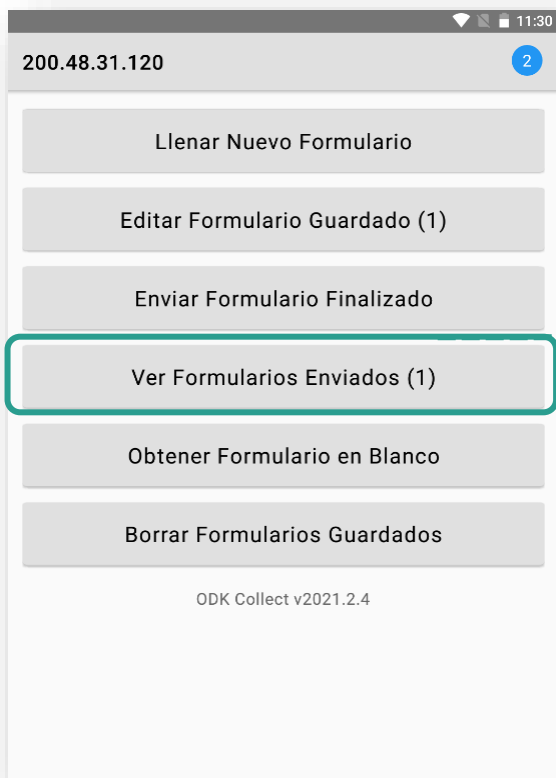 11:30
200.48.31.120
2
Llenar Nuevo Formulario
Editar Formulario Guardado (1)
Enviar Formulario Finalizado
Ver Formularios Enviados (1)
Obtener Formulario en Blanco
Borrar Formularios Guardados
ODK Collect v2021.2.4